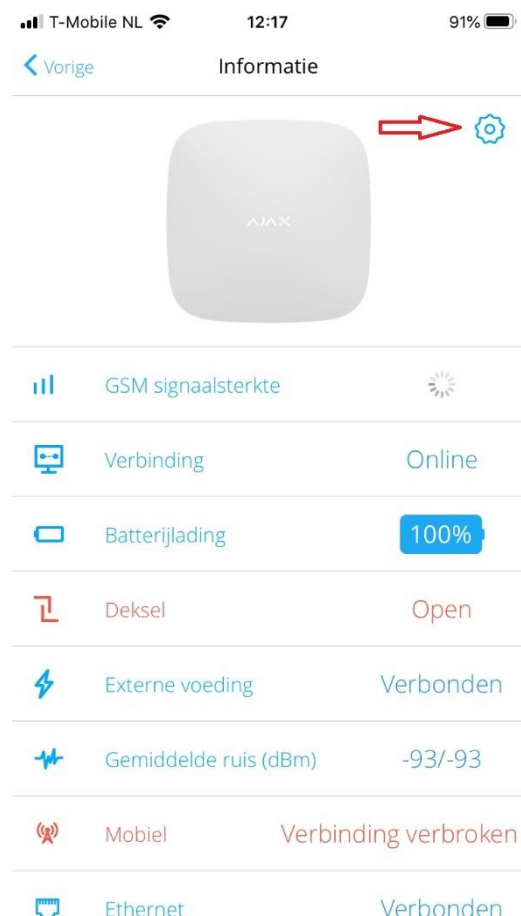 T-Mobile NL 12:17 91%
Vorige Informatie
AJAX
GSM signaalsterkte
Verbinding Online
Batterijlading 100%
Deksel Open
Externe voeding Verbonden
Gemiddelde ruis (dBm) -93/-93
Mobiel Verbinding verbroken
Ethernet Verbonden